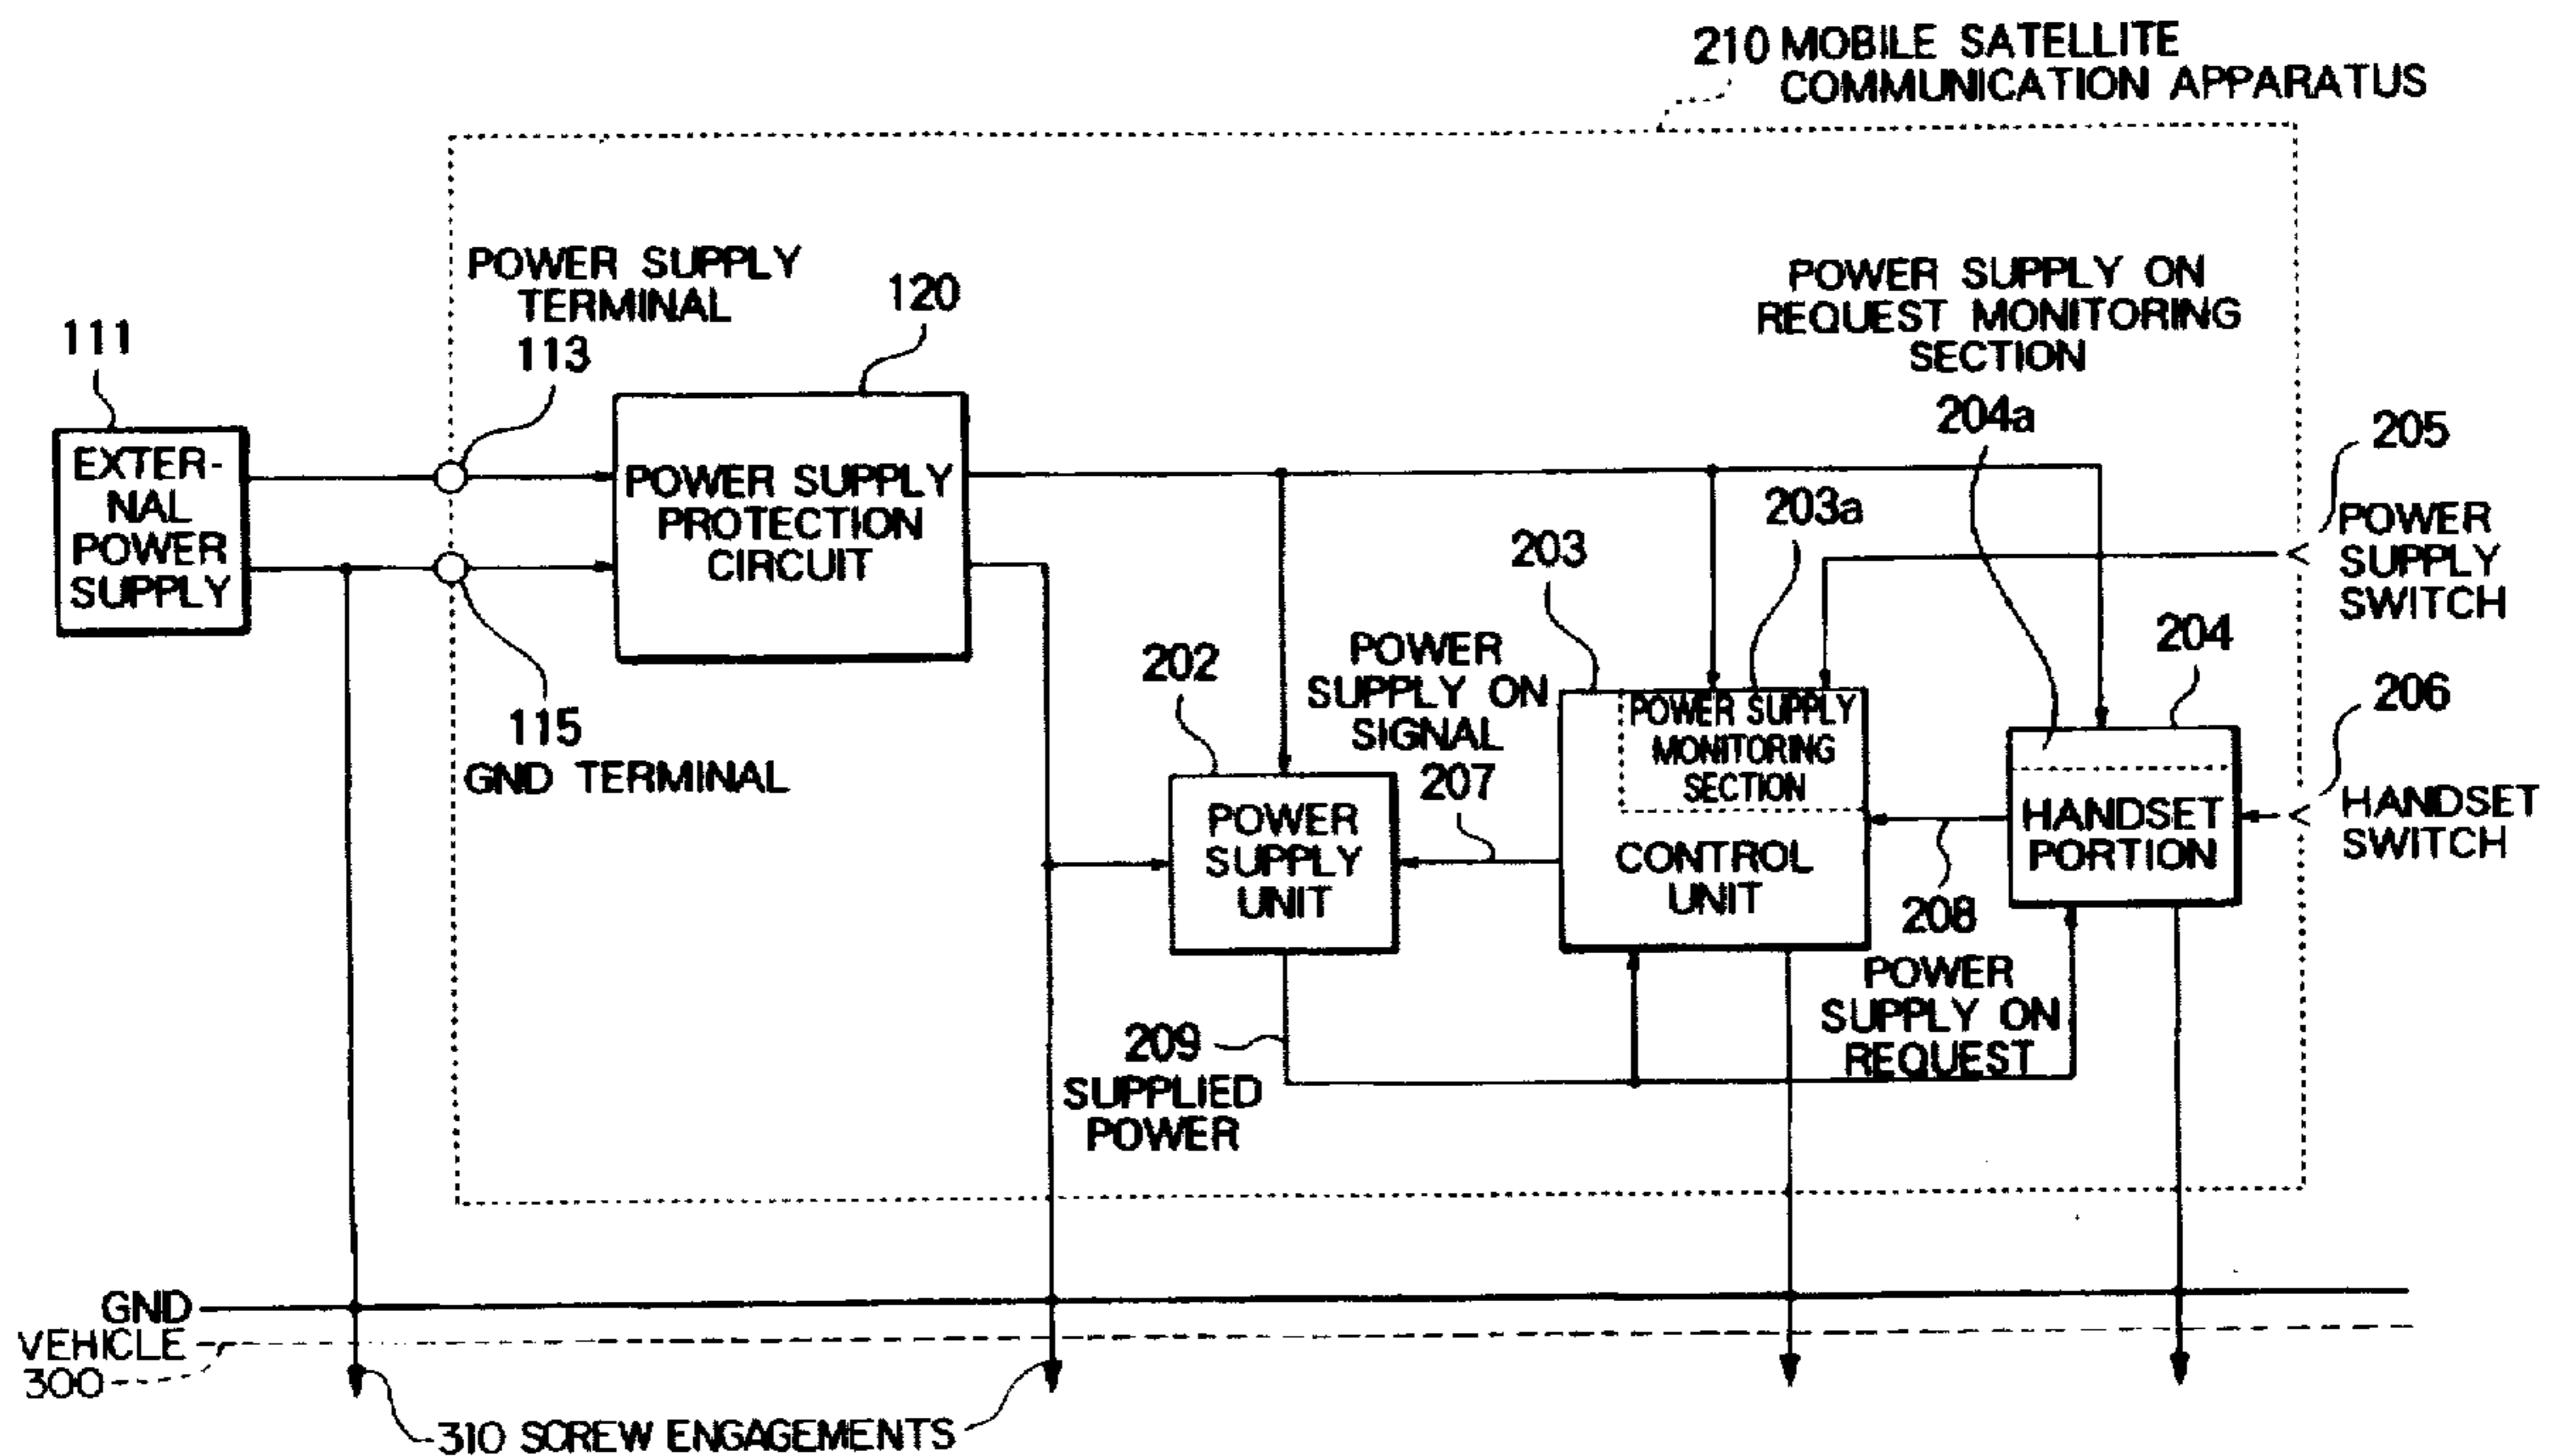 210 MOBILE SATELLITE
COMMUNICATION APPARATUS
POWER SUPPLY
TERMINAL
113
120
POWER SUPPLY ON
REQUEST MONITORING
SECTION
204a
111
EXTER-
NAL
POWER
SUPPLY
POWER SUPPLY
PROTECTION
CIRCUIT
203a
203
205
POWER
SUPPLY
SWITCH
115
GND TERMINAL
202
POWER
SUPPLY ON
SIGNAL
207
POWER SUPPLY
MONITORING
SECTION
CONTROL
UNIT
204
206
HANDSET
SWITCH
HANDSET
PORTION
POWER
SUPPLY
UNIT
208
POWER
SUPPLY ON
REQUEST
209
SUPPLIED
POWER
GND
VEHICLE
300
310 SCREW ENGAGEMENTS